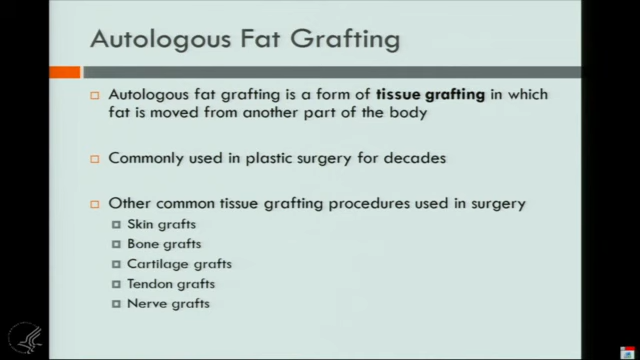 Autologous Fat Grafting
Autologous fat grafting is a form of tissue grafting in which
fat is moved from another part of the body
Commonly used in plastic surgery for decades
Other common tissue grafting procedures used in surgery
Skin grafts
Bone grafts
Cartilage grafts
Tendon grafts
Nerve grafts